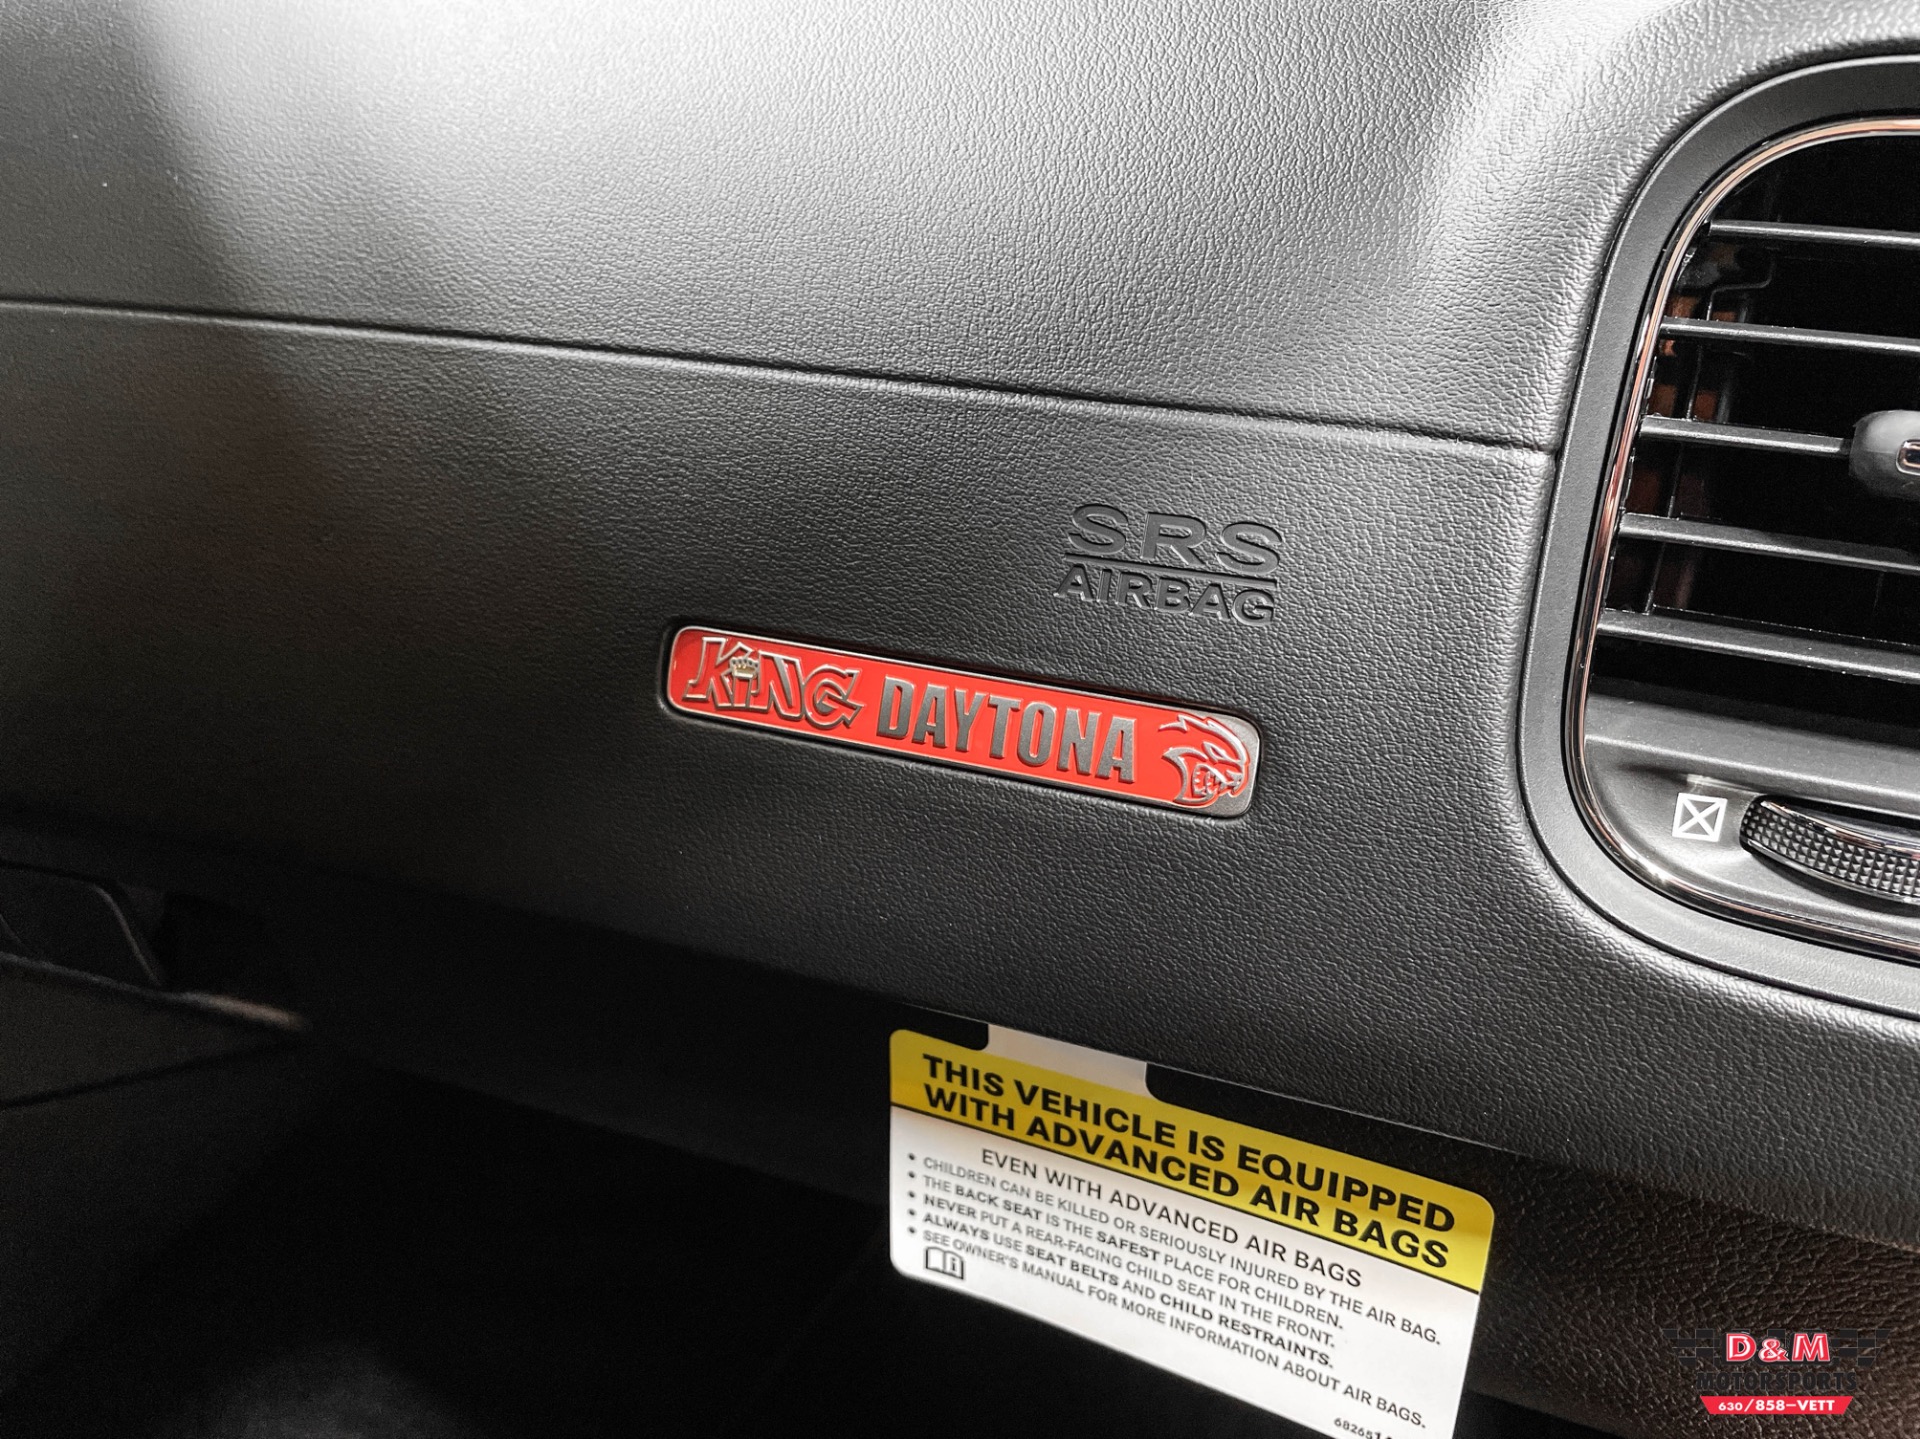 SRS
AIRBAG
KiNG DAYTONA
THIS VEHICLE IS EQUIPPED
WITH ADVANCED AIR BAGS
EVEN WITH ADVANCED AIR BAGS
• CHILDREN CAN BE KILLED OR SERIOUSLY INJURED BY THE AIR BAG.
• THE BACK SEAT IS THE SAFEST PLACE FOR CHILDREN.
• NEVER PUT A REAR-FACING CHILD SEAT IN THE FRONT.
• ALWAYS USE SEAT BELTS AND CHILD RESTRAINTS.
• SEE OWNER'S MANUAL FOR MORE INFORMATION ABOUT AIR BAGS.
D&M
MOTORSPORTS
630/858-VETT